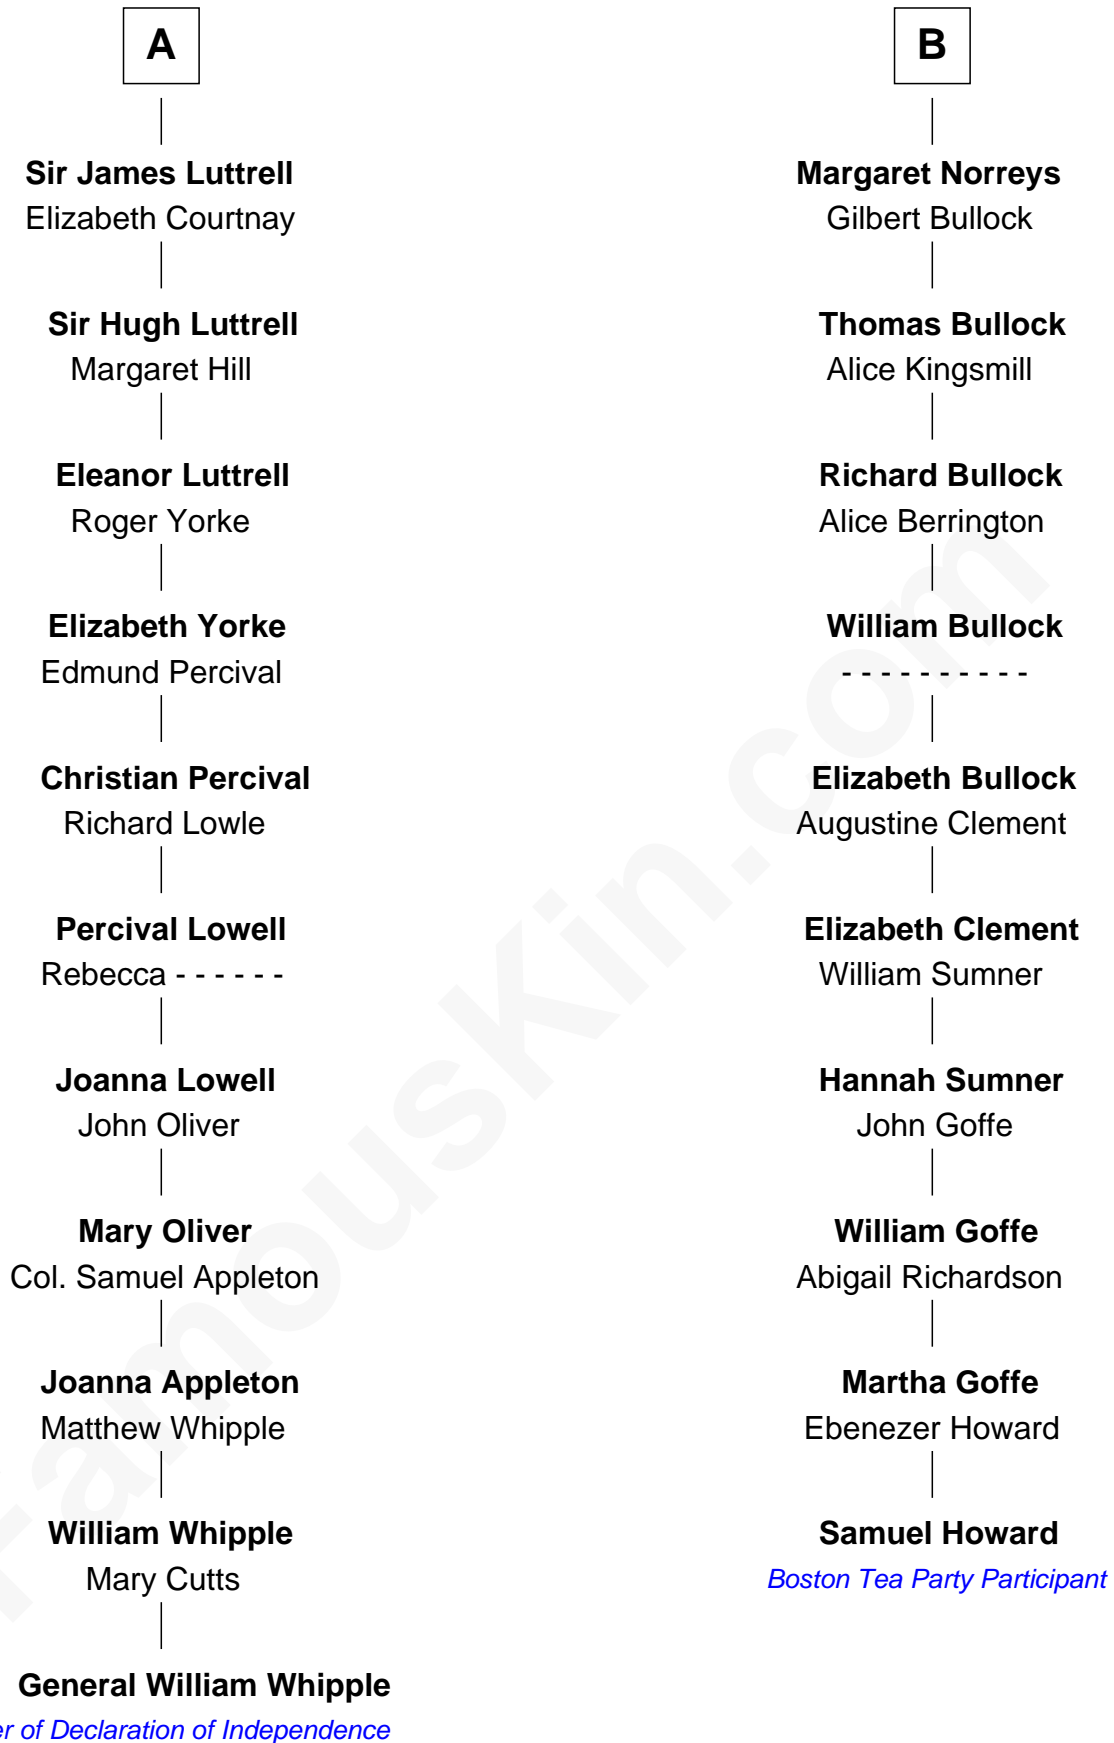 A
Sir James Luttrell
Elizabeth Courtnay
Sir Hugh Luttrell
Margaret Hill
Eleanor Luttrell
Roger Yorke
Elizabeth Yorke
Edmund Percival
Christian Percival
Richard Lowle
Percival Lowell
Rebecca - - - - - -
Joanna Lowell
John Oliver
Mary Oliver
Col. Samuel Appleton
Joanna Appleton
Matthew Whipple
William Whipple
Mary Cutts
General William Whipple
of Declaration of Independence
B
Margaret Norreys
Gilbert Bullock
Thomas Bullock
Alice Kingsmill
Richard Bullock
Alice Berrington
William Bullock
- - - - - - - - - -
Elizabeth Bullock
Augustine Clement
Elizabeth Clement
William Sumner
Hannah Sumner
John Goffe
William Goffe
Abigail Richardson
Martha Goffe
Ebenezer Howard
Samuel Howard
Boston Tea Party Participant
FamousKin.com